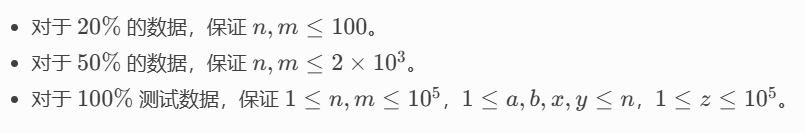 • 对于 20% 的数据，保证 n, m ≤ 100。
• 对于 50% 的数据，保证 n, m ≤ 2 × 10³。
• 对于 100% 测试数据，保证 1 ≤ n, m ≤ 10⁵，1 ≤ a, b, x, y ≤ n，1 ≤ z ≤ 10⁵。